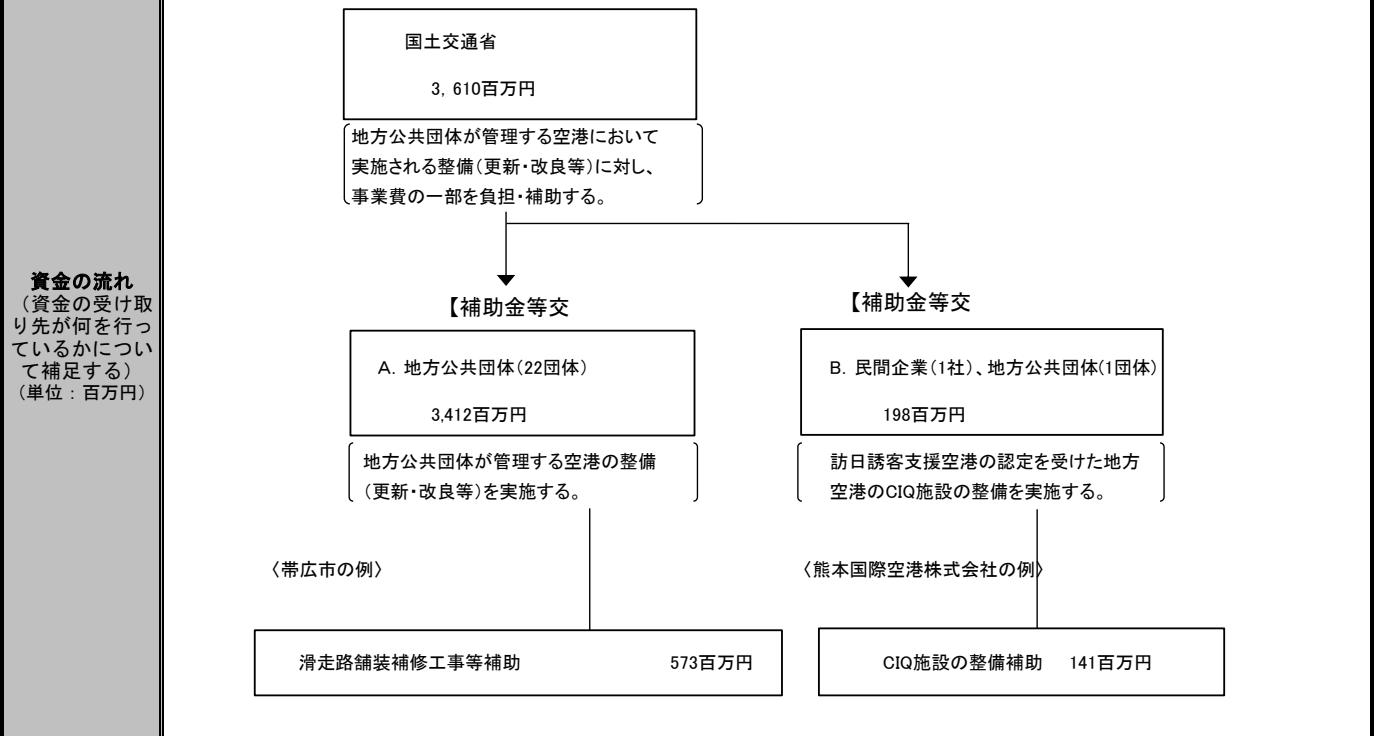 資金の流れ
（資金の受け取
り先が何を行っ
ているかについ
て補足する）
（単位：百万円）
国土交通省
3，610百万円
地方公共団体が管理する空港において
実施される整備（更新・改良等）に対し、
事業費の一部を負担・補助する。
【補助金等交
A．地方公共団体（22団体）
3,412百万円
地方公共団体が管理する空港の整備
（更新・改良等）を実施する。
〈帯広市の例〉
滑走路舗装補修工事等補助 573百万円
【補助金等交
B．民間企業（1社）、地方公共団体（1団体）
198百万円
訪日誘客支援空港の認定を受けた地方
空港のCIQ施設の整備を実施する。
〈熊本国際空港株式会社の例〉
CIQ施設の整備補助 141百万円